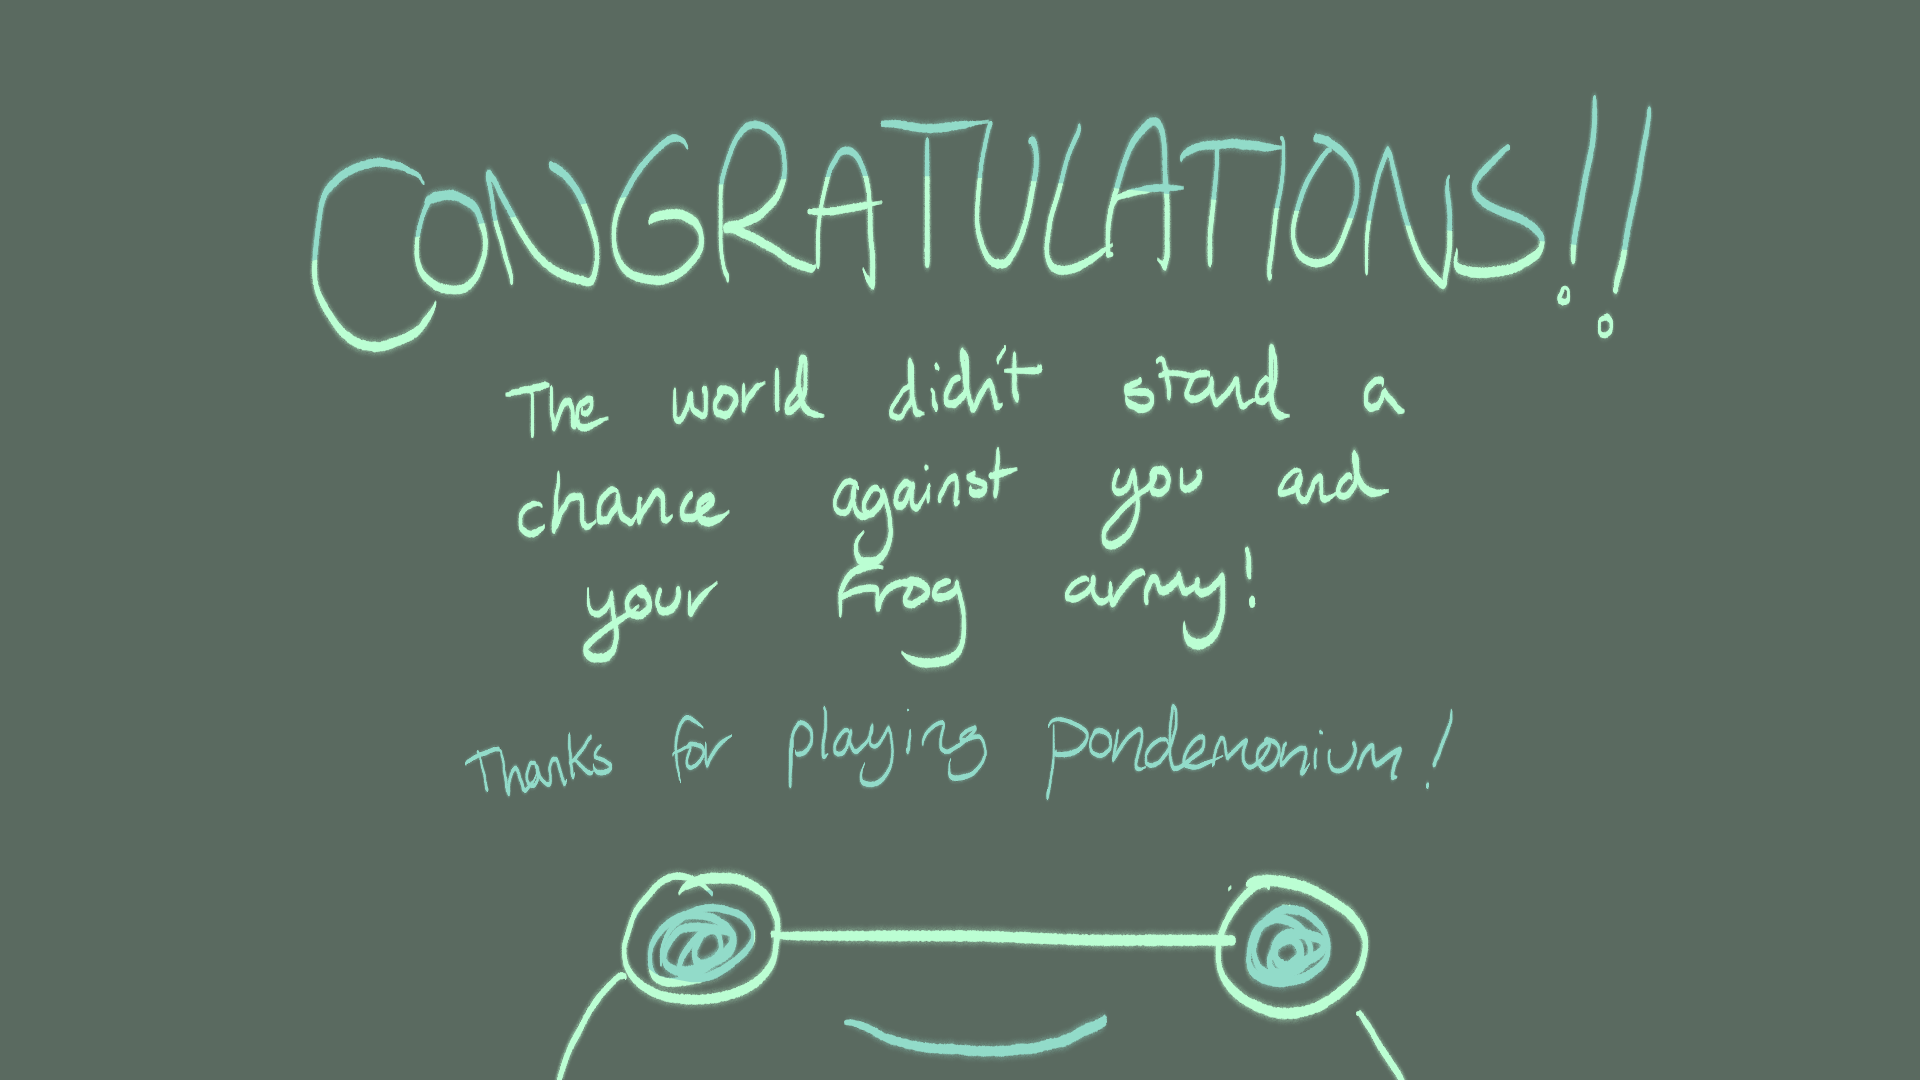 CONGRATULATIONS!!
The world didn't stand a
chance against you and
your frog army!
Thanks for playing Pondemonium!